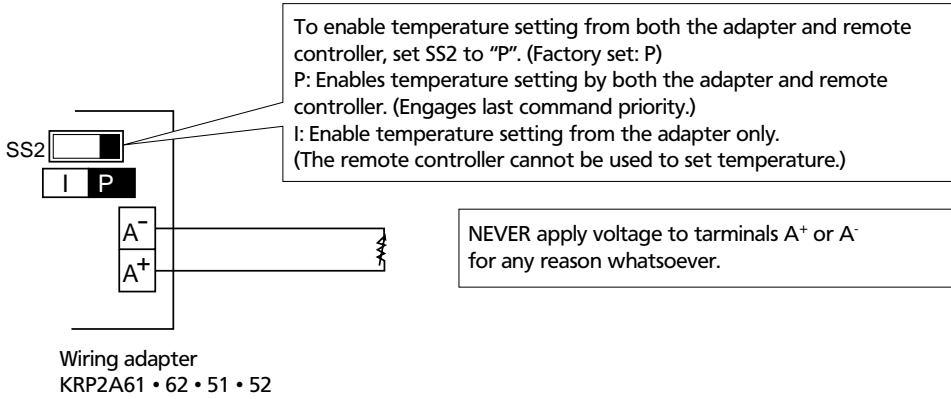 To enable temperature setting from both the adapter and remote
controller, set SS2 to “P”. (Factory set: P)
P: Enables temperature setting by both the adapter and remote
controller. (Engages last command priority.)
I: Enable temperature setting from the adapter only.
(The remote controller cannot be used to set temperature.)
SS2
I P
A⁻
A⁺
NEVER apply voltage to tarminals A⁺ or A⁻
for any reason whatsoever.
Wiring adapter
KRP2A61 • 62 • 51 • 52